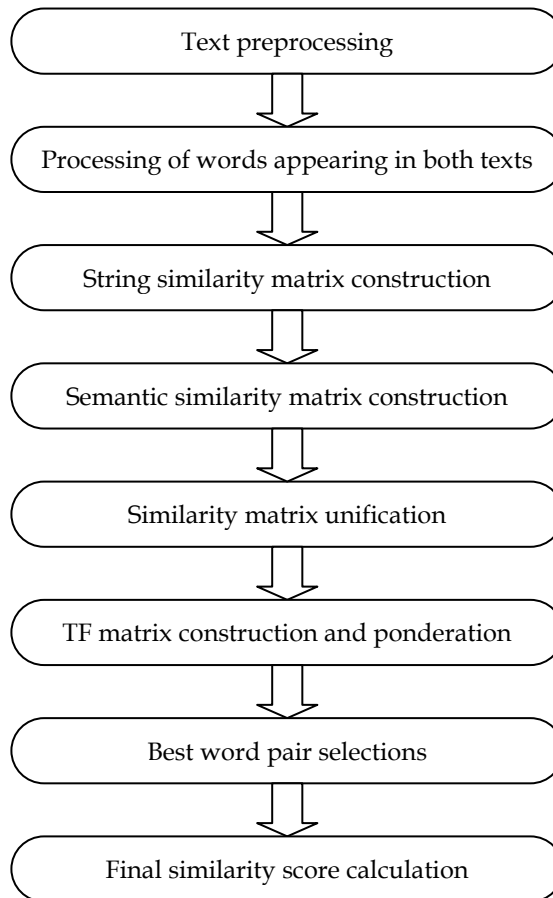 Text preprocessing
Processing of words appearing in both texts
String similarity matrix construction
Semantic similarity matrix construction
Similarity matrix unification
TF matrix construction and ponderation
Best word pair selections
Final similarity score calculation